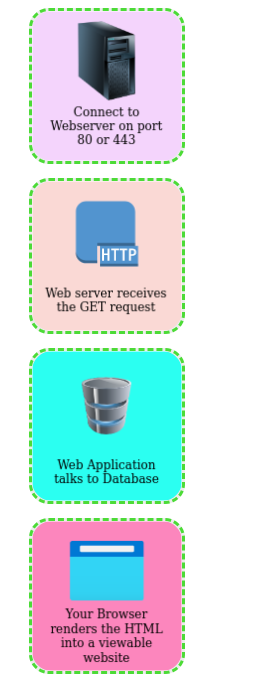 Connect to
Webserver on port
80 or 443
HTTP
Web server receives
the GET request
Web Application
talks to Database
Your Browser
renders the HTML
into a viewable
website